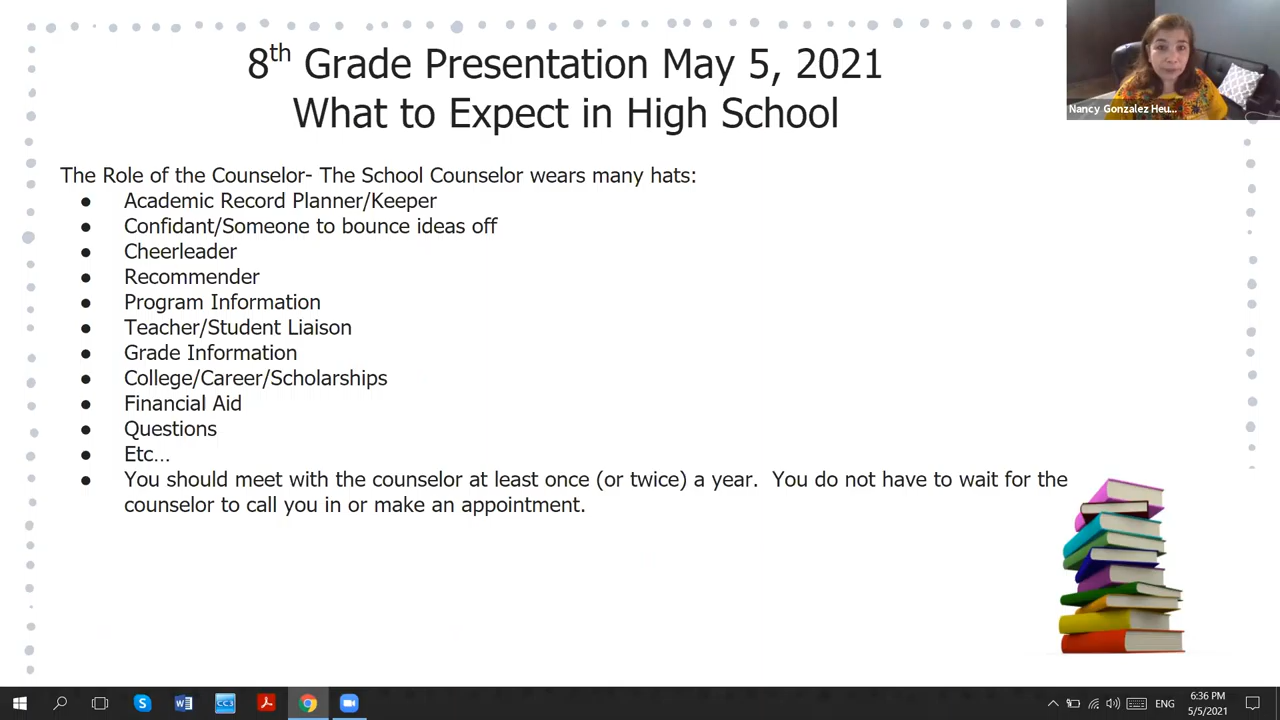 8th Grade Presentation May 5, 2021
What to Expect in High School
Nancy Gonzalez Heu...
The Role of the Counselor- The School Counselor wears many hats:
● Academic Record Planner/Keeper
● Confidant/Someone to bounce ideas off
● Cheerleader
● Recommender
● Program Information
● Teacher/Student Liaison
● Grade Information
● College/Career/Scholarships
● Financial Aid
● Questions
● Etc...
● You should meet with the counselor at least once (or twice) a year.  You do not have to wait for the
counselor to call you in or make an appointment.
CC3
ENG
6:36 PM
5/5/2021